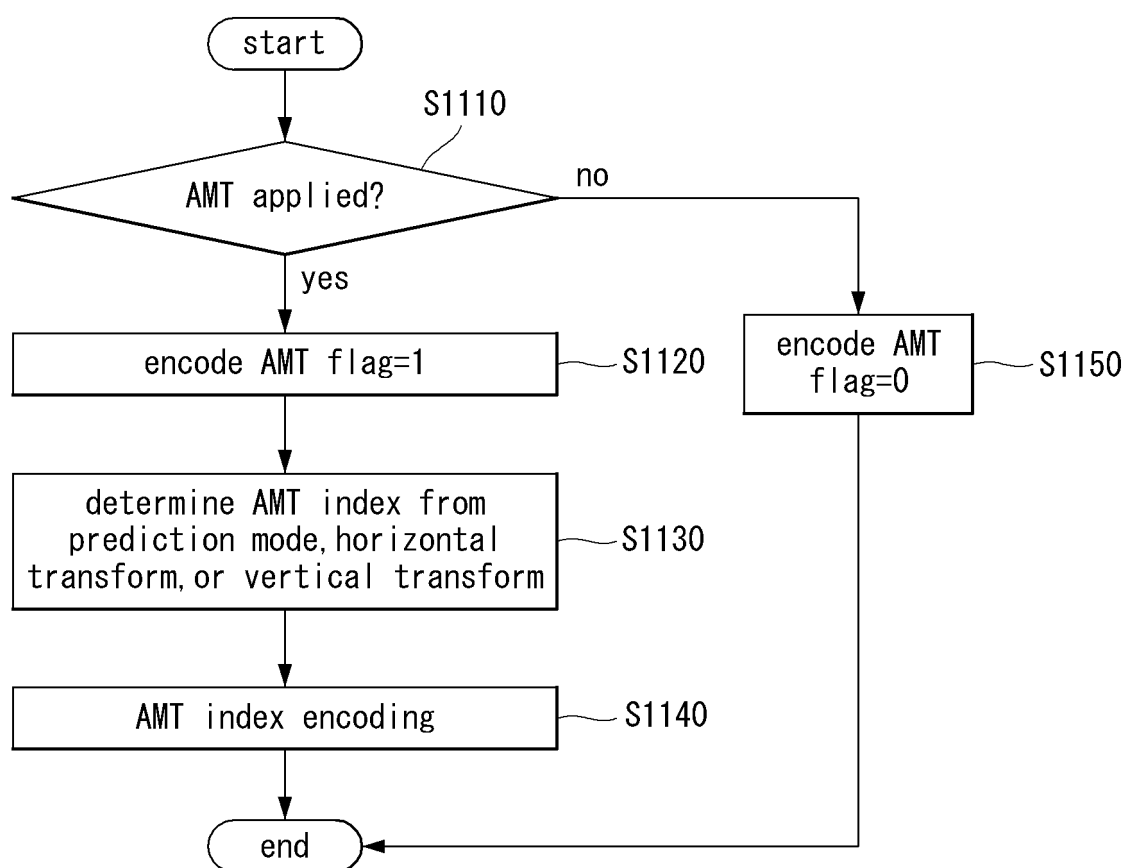 start
S1110
AMT applied?
no
yes
encode AMT flag=1
S1120
encode AMT
flag=0
S1150
determine AMT index from
prediction mode, horizontal
transform, or vertical transform
S1130
AMT index encoding
S1140
end